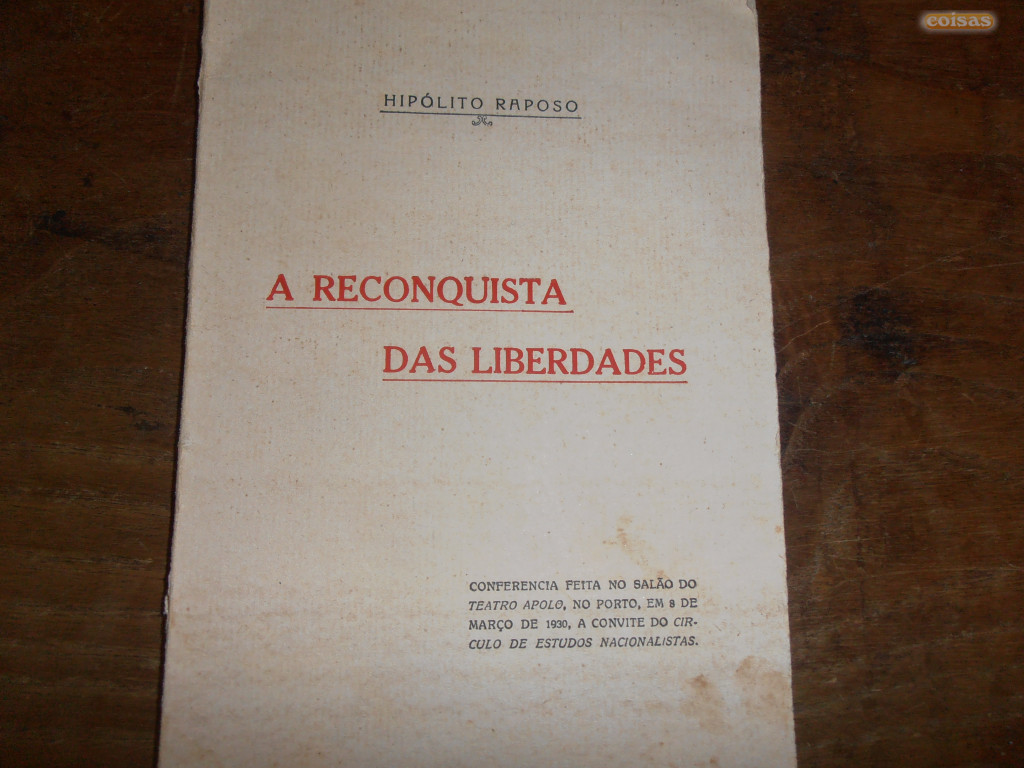 coisas
HIPÓLITO RAPOSO
A RECONQUISTA
DAS LIBERDADES
CONFERENCIA FEITA NO SALÃO DO
TEATRO APOLO, NO PORTO, EM 8 DE
MARÇO DE 1930, A CONVITE DO CIR-
CULO DE ESTUDOS NACIONALISTAS.